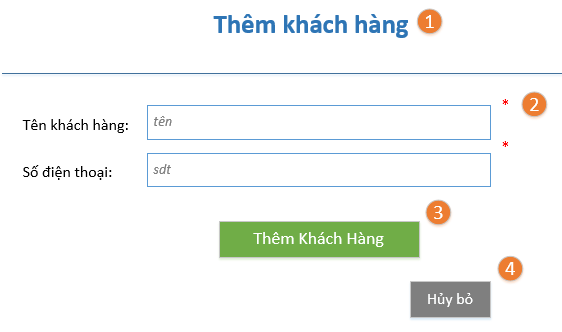 Thêm khách hàng 1
* 2
Tên khách hàng: tên
*
Số điện thoại: sdt
3
Thêm Khách Hàng
4
Hủy bỏ